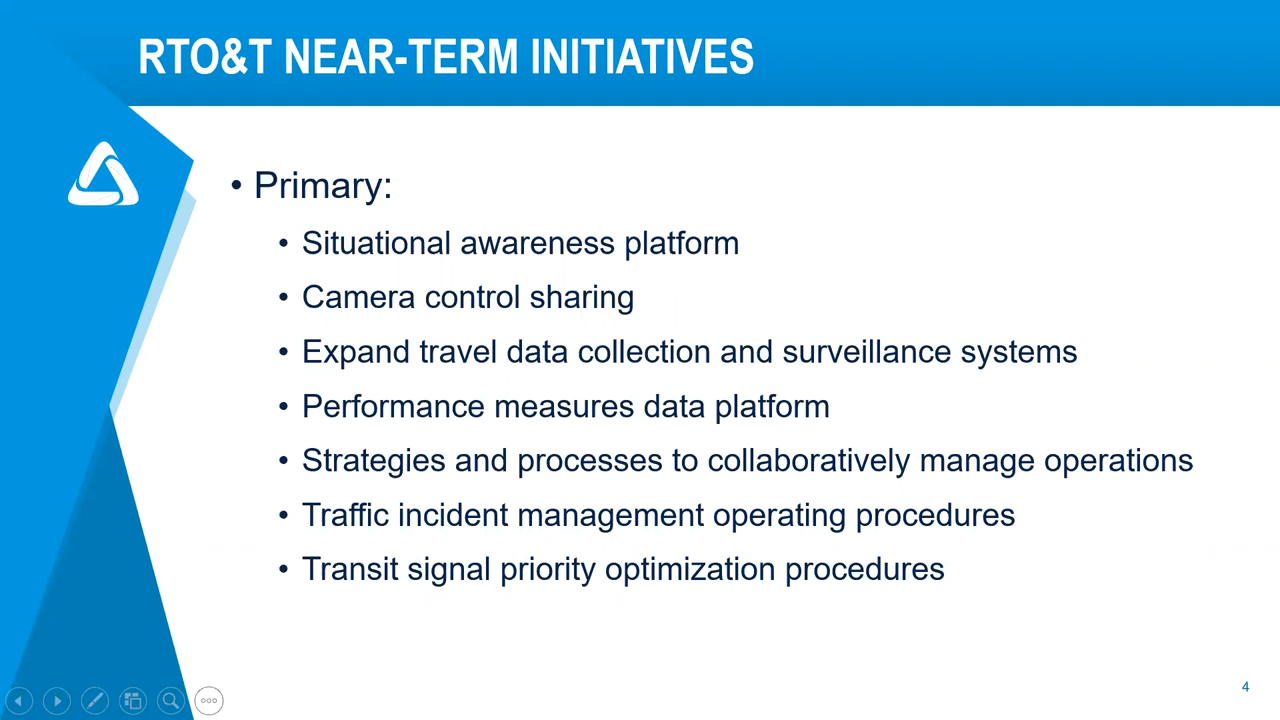 RTO&T NEAR-TERM INITIATIVES
• Primary:
• Situational awareness platform
• Camera control sharing
• Expand travel data collection and surveillance systems
• Performance measures data platform
• Strategies and processes to collaboratively manage operations
• Traffic incident management operating procedures
• Transit signal priority optimization procedures
4